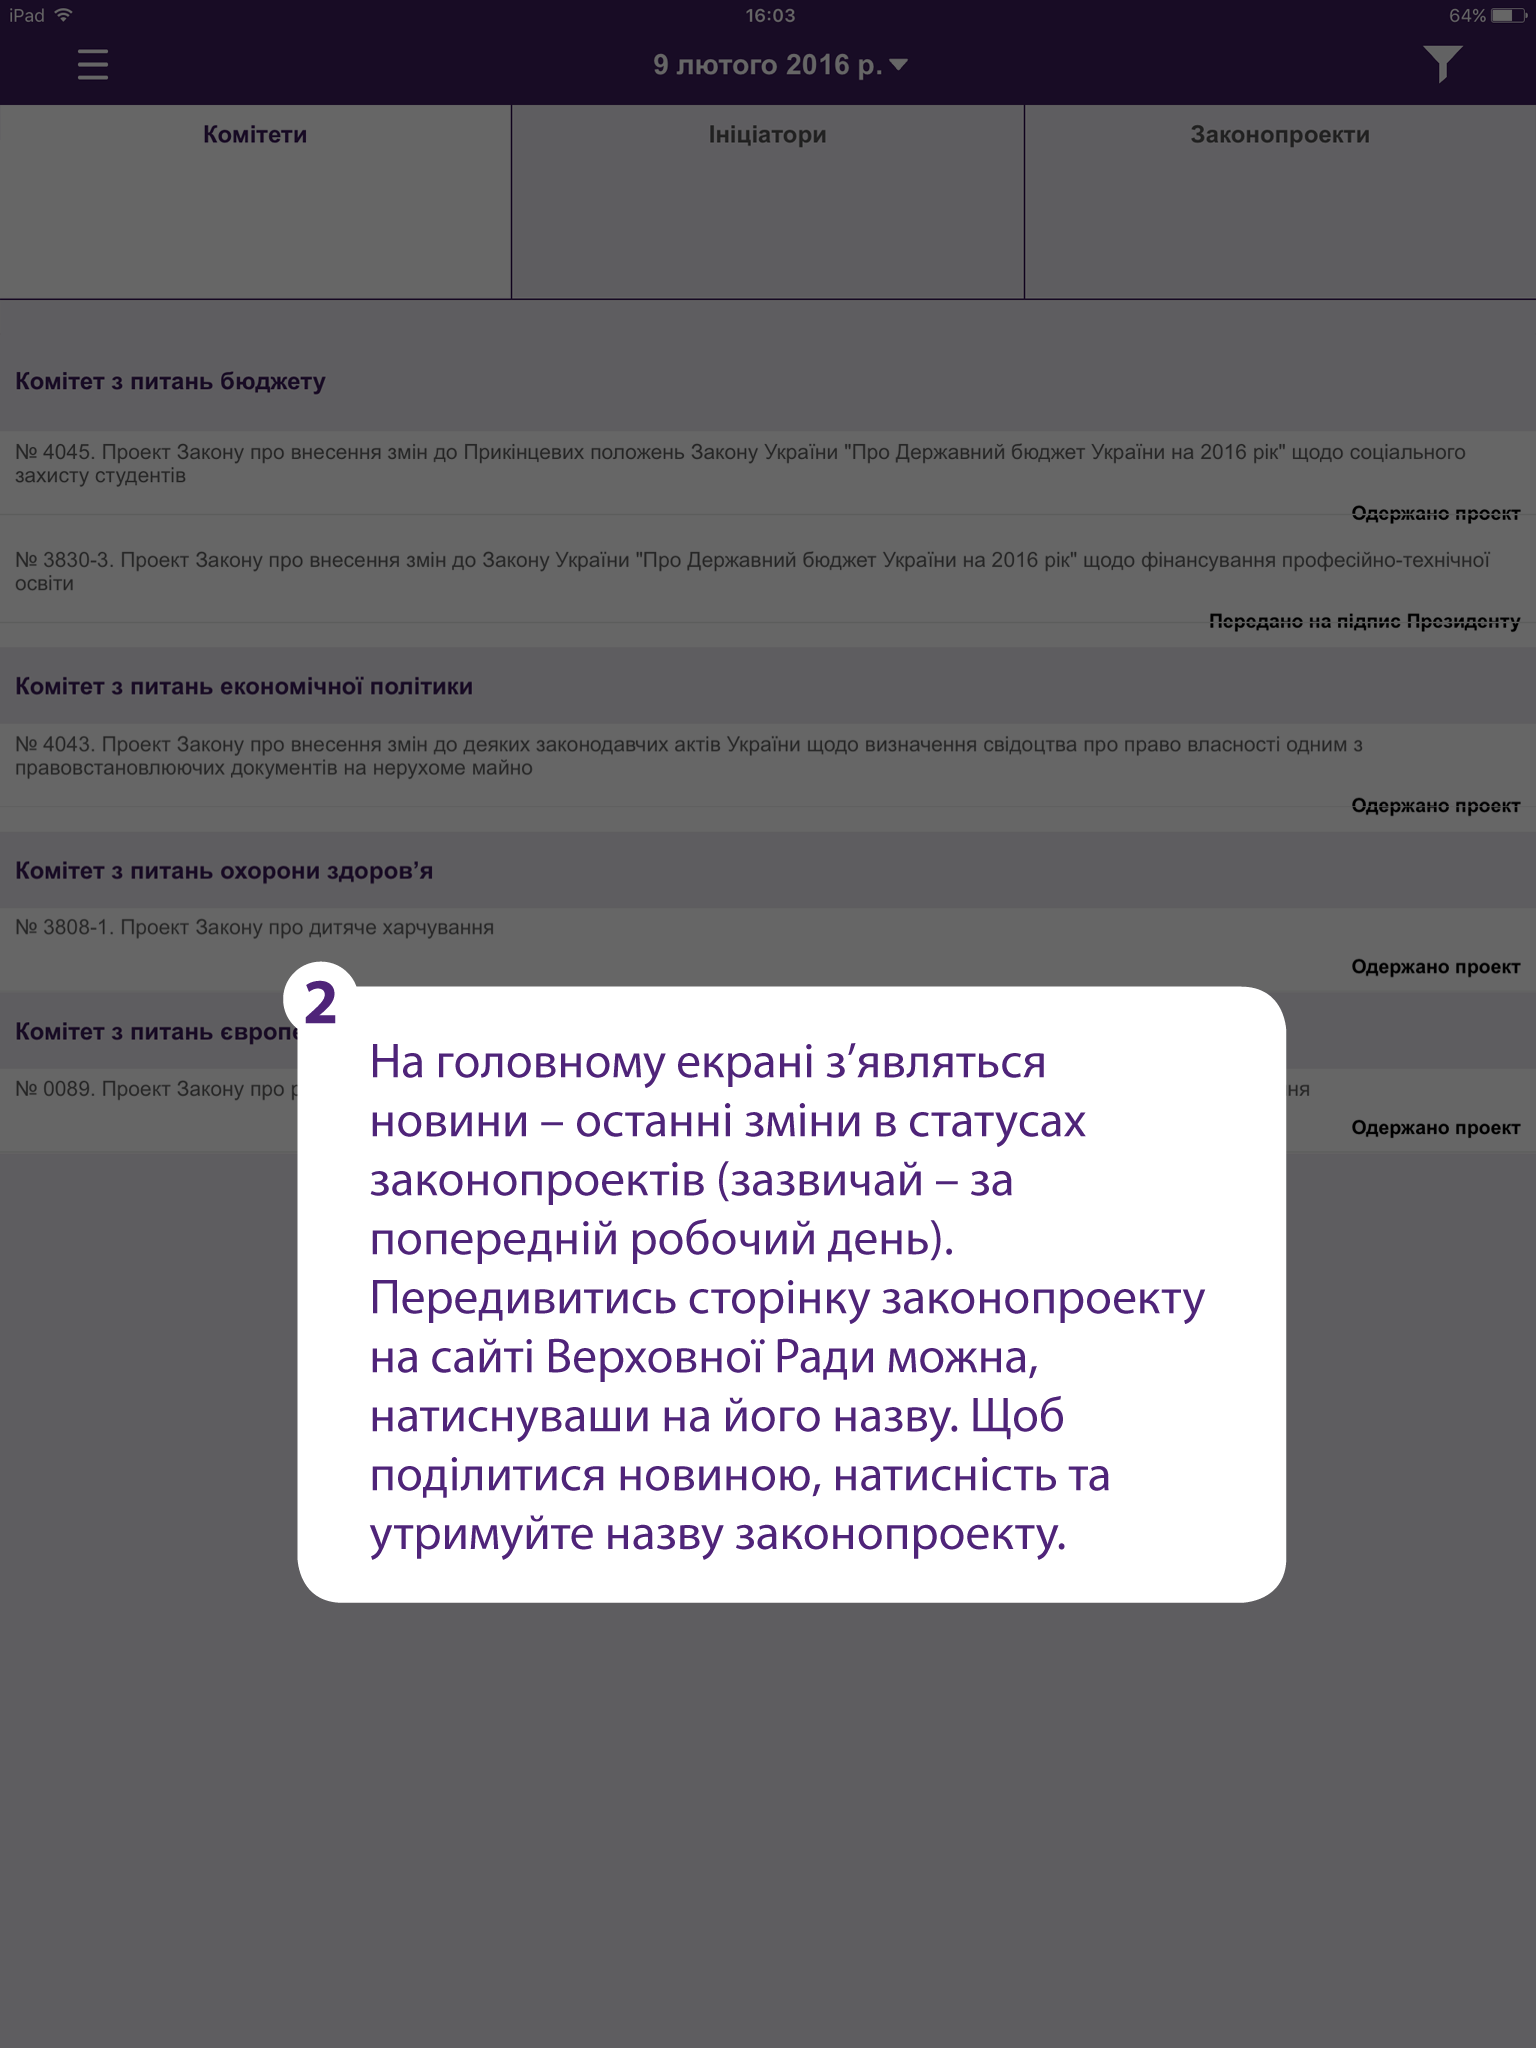 iPad
16:03
64%
9 лютого 2016 р.
Комітети
Ініціатори
Законопроекти
Комітет з питань бюджету
№ 4045. Проект Закону про внесення змін до Прикінцевих положень Закону України "Про Державний бюджет України на 2016 рік" щодо соціального
захисту студентів
Одержано проект
№ 3830-3. Проект Закону про внесення змін до Закону України "Про Державний бюджет України на 2016 рік" щодо фінансування професійно-технічної
освіти
Передано на підпис Президенту
Комітет з питань економічної політики
№ 4043. Проект Закону про внесення змін до деяких законодавчих актів України щодо визначення свідоцтва про право власності одним з
правовстановлюючих документів на нерухоме майно
Одержано проект
Комітет з питань охорони здоров’я
№ 3808-1. Проект Закону про дитяче харчування
Одержано проект
Комітет з питань
№ 0089. Проект Закону про
Одержано проект
2
На головному екрані з’являться
новини – останні зміни в статусах
законопроектів (зазвичай – за
попередній робочий день).
Передивитись сторінку законопроекту
на сайті Верховної Ради можна,
натиснуваши на його назву. Щоб
поділитися новиною, натисність та
утримуйте назву законопроекту.